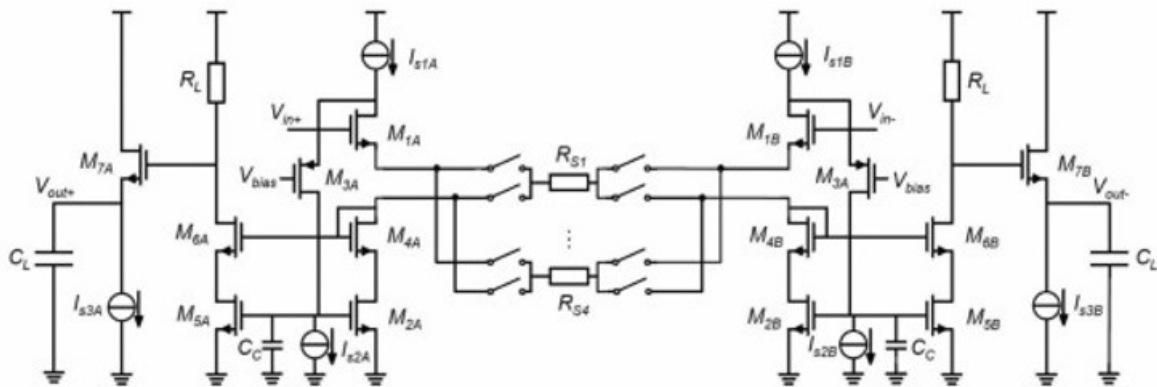 I_s1A
I_s1B
R_L
R_L
V_in+
V_in-
M_1A
M_1B
M_7A
V_bias
M_3A
R_S1
M_3A
V_bias
M_7B
V_out+
V_out-
M_6A
M_4A
M_4B
M_6B
C_L
C_L
R_S4
I_s3A
M_5A
M_2A
M_2B
M_5B
I_s3B
C_C
I_s2A
I_s2B
C_C